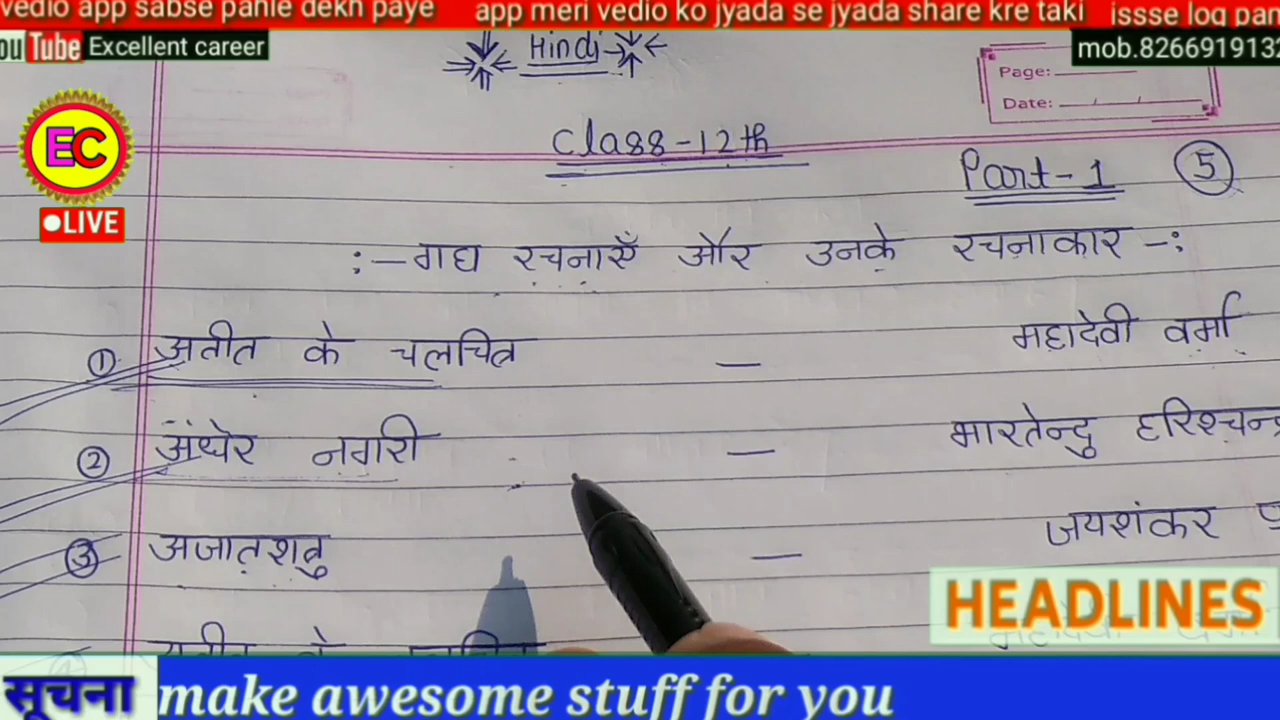 vedio app sabse pahle dekh paye app meri vedio ko jyada se jyada share kre taki issse log
You Tube Excellent career
mob.8266919132
Hindi
Page:
Date:
EC
LIVE
Class-12th
Part-1 5
:- गद्य रचनाएँ और उनके रचनाकार -:
① अतीत के चलचित्र — महादेवी वर्मा
② अंधेर नगरी — भारतेन्दु हरिश्चन्द्र
③ अजातशत्रु — जयशंकर
HEADLINES
सूचना make awesome stuff for you